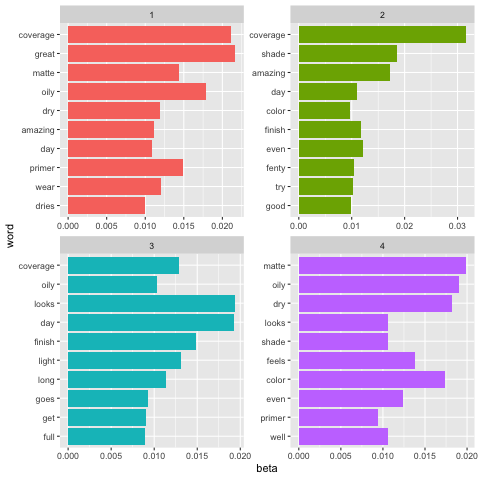 1
coverage
great
matte
oily
dry
amazing
day
primer
wear
dries
0.000 0.005 0.010 0.015 0.020
2
coverage
shade
amazing
day
color
finish
even
fenty
try
good
0.00 0.01 0.02 0.03
word
3
coverage
oily
looks
day
finish
light
long
goes
get
full
0.000 0.005 0.010 0.015 0.020
4
matte
oily
dry
looks
shade
feels
color
even
primer
well
0.000 0.005 0.010 0.015 0.020
beta